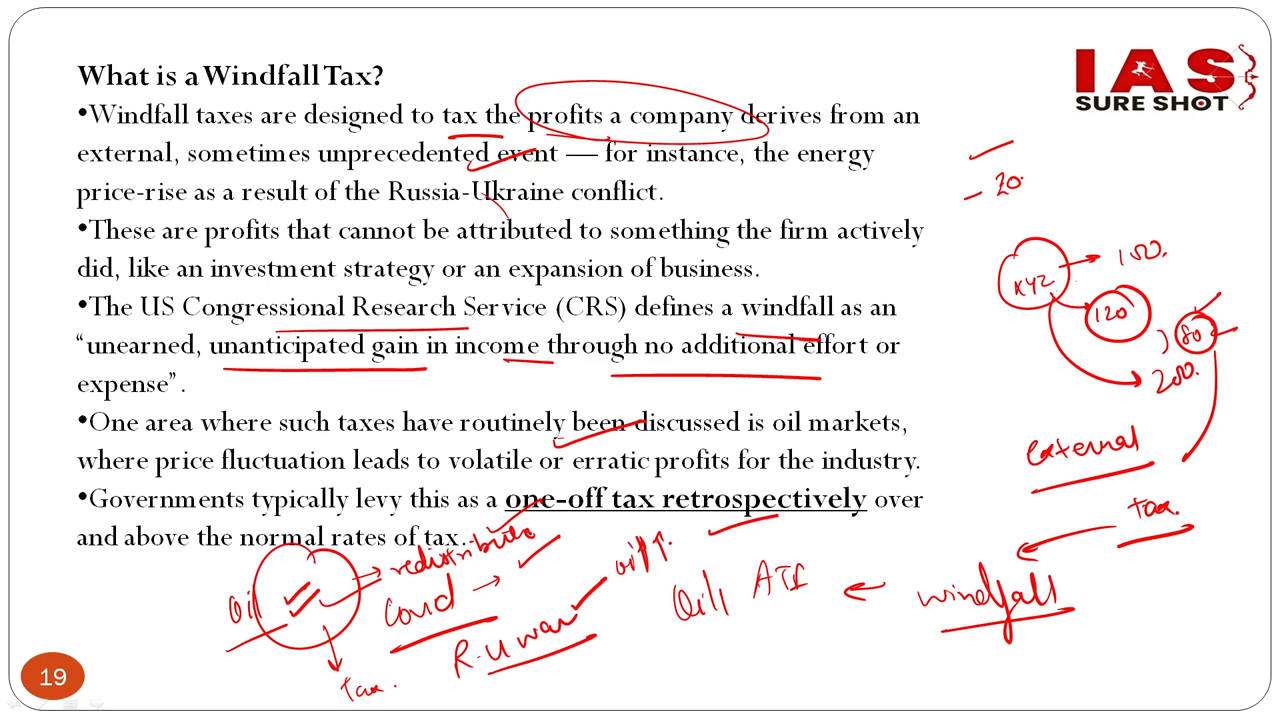 What is a Windfall Tax?
•Windfall taxes are designed to tax the profits a company derives from an
external, sometimes unprecedented event — for instance, the energy
price-rise as a result of the Russia-Ukraine conflict.
•These are profits that cannot be attributed to something the firm actively
did, like an investment strategy or an expansion of business.
•The US Congressional Research Service (CRS) defines a windfall as an
“unearned, unanticipated gain in income through no additional effort or
expense”.
•One area where such taxes have routinely been discussed is oil markets,
where price fluctuation leads to volatile or erratic profits for the industry.
•Governments typically levy this as a one-off tax retrospectively over
and above the normal rates of tax.
IAS
SURE SHOT
20.
XYZ
100.
120
80
200.
external
tax.
windfall
Oil
redistribute
Covid
R-U war
oil↑.
tax.
19